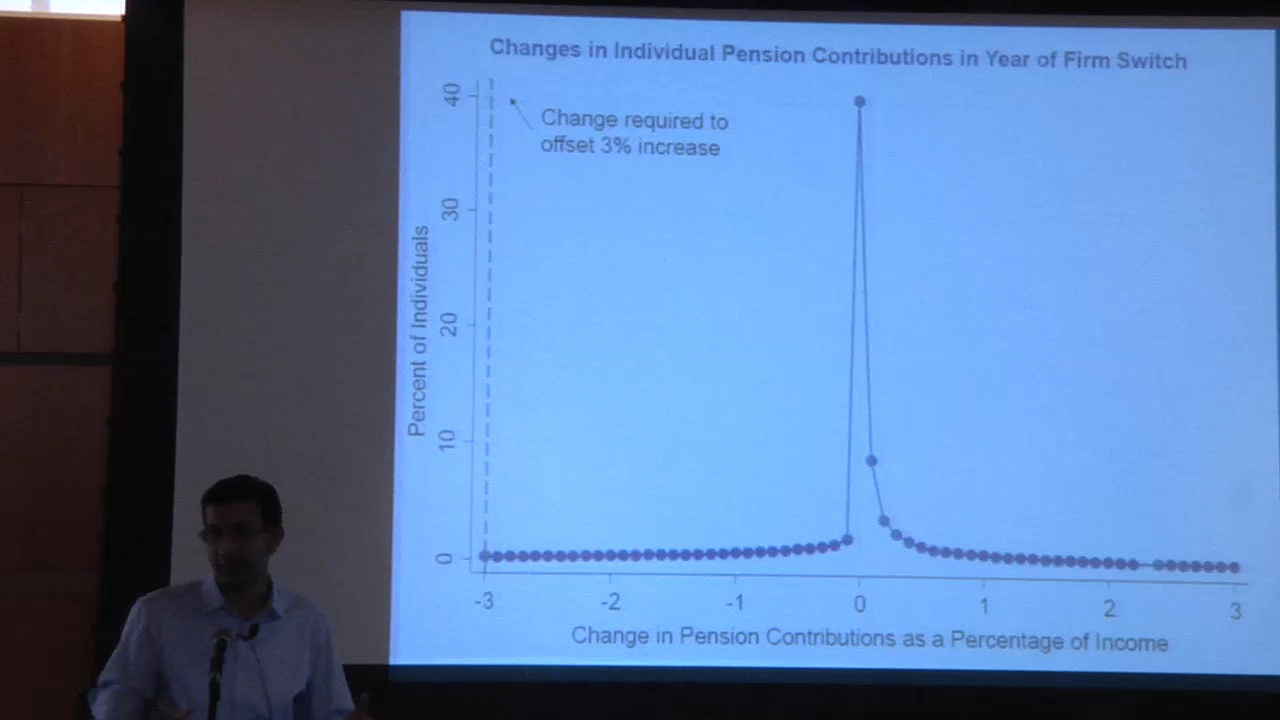 Changes in Individual Pension Contributions in Year of Firm Switch
Change required to
offset 3% increase
Percent of Individuals
40
30
20
10
0
-3 -2 -1 0 1 2 3
Change in Pension Contributions as a Percentage of Income